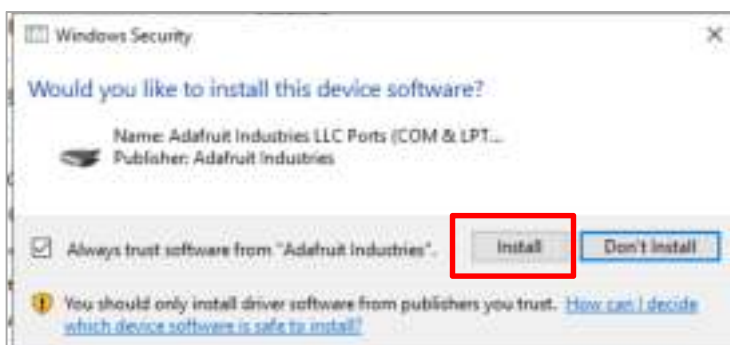 Windows Security
Would you like to install this device software?
Name: Adafruit Industries LLC Ports (COM & LPT...
Publisher: Adafruit Industries
Always trust software from "Adafruit Industries".
Install
Don't Install
You should only install driver software from publishers you trust. How can I decide
which device software is safe to install?